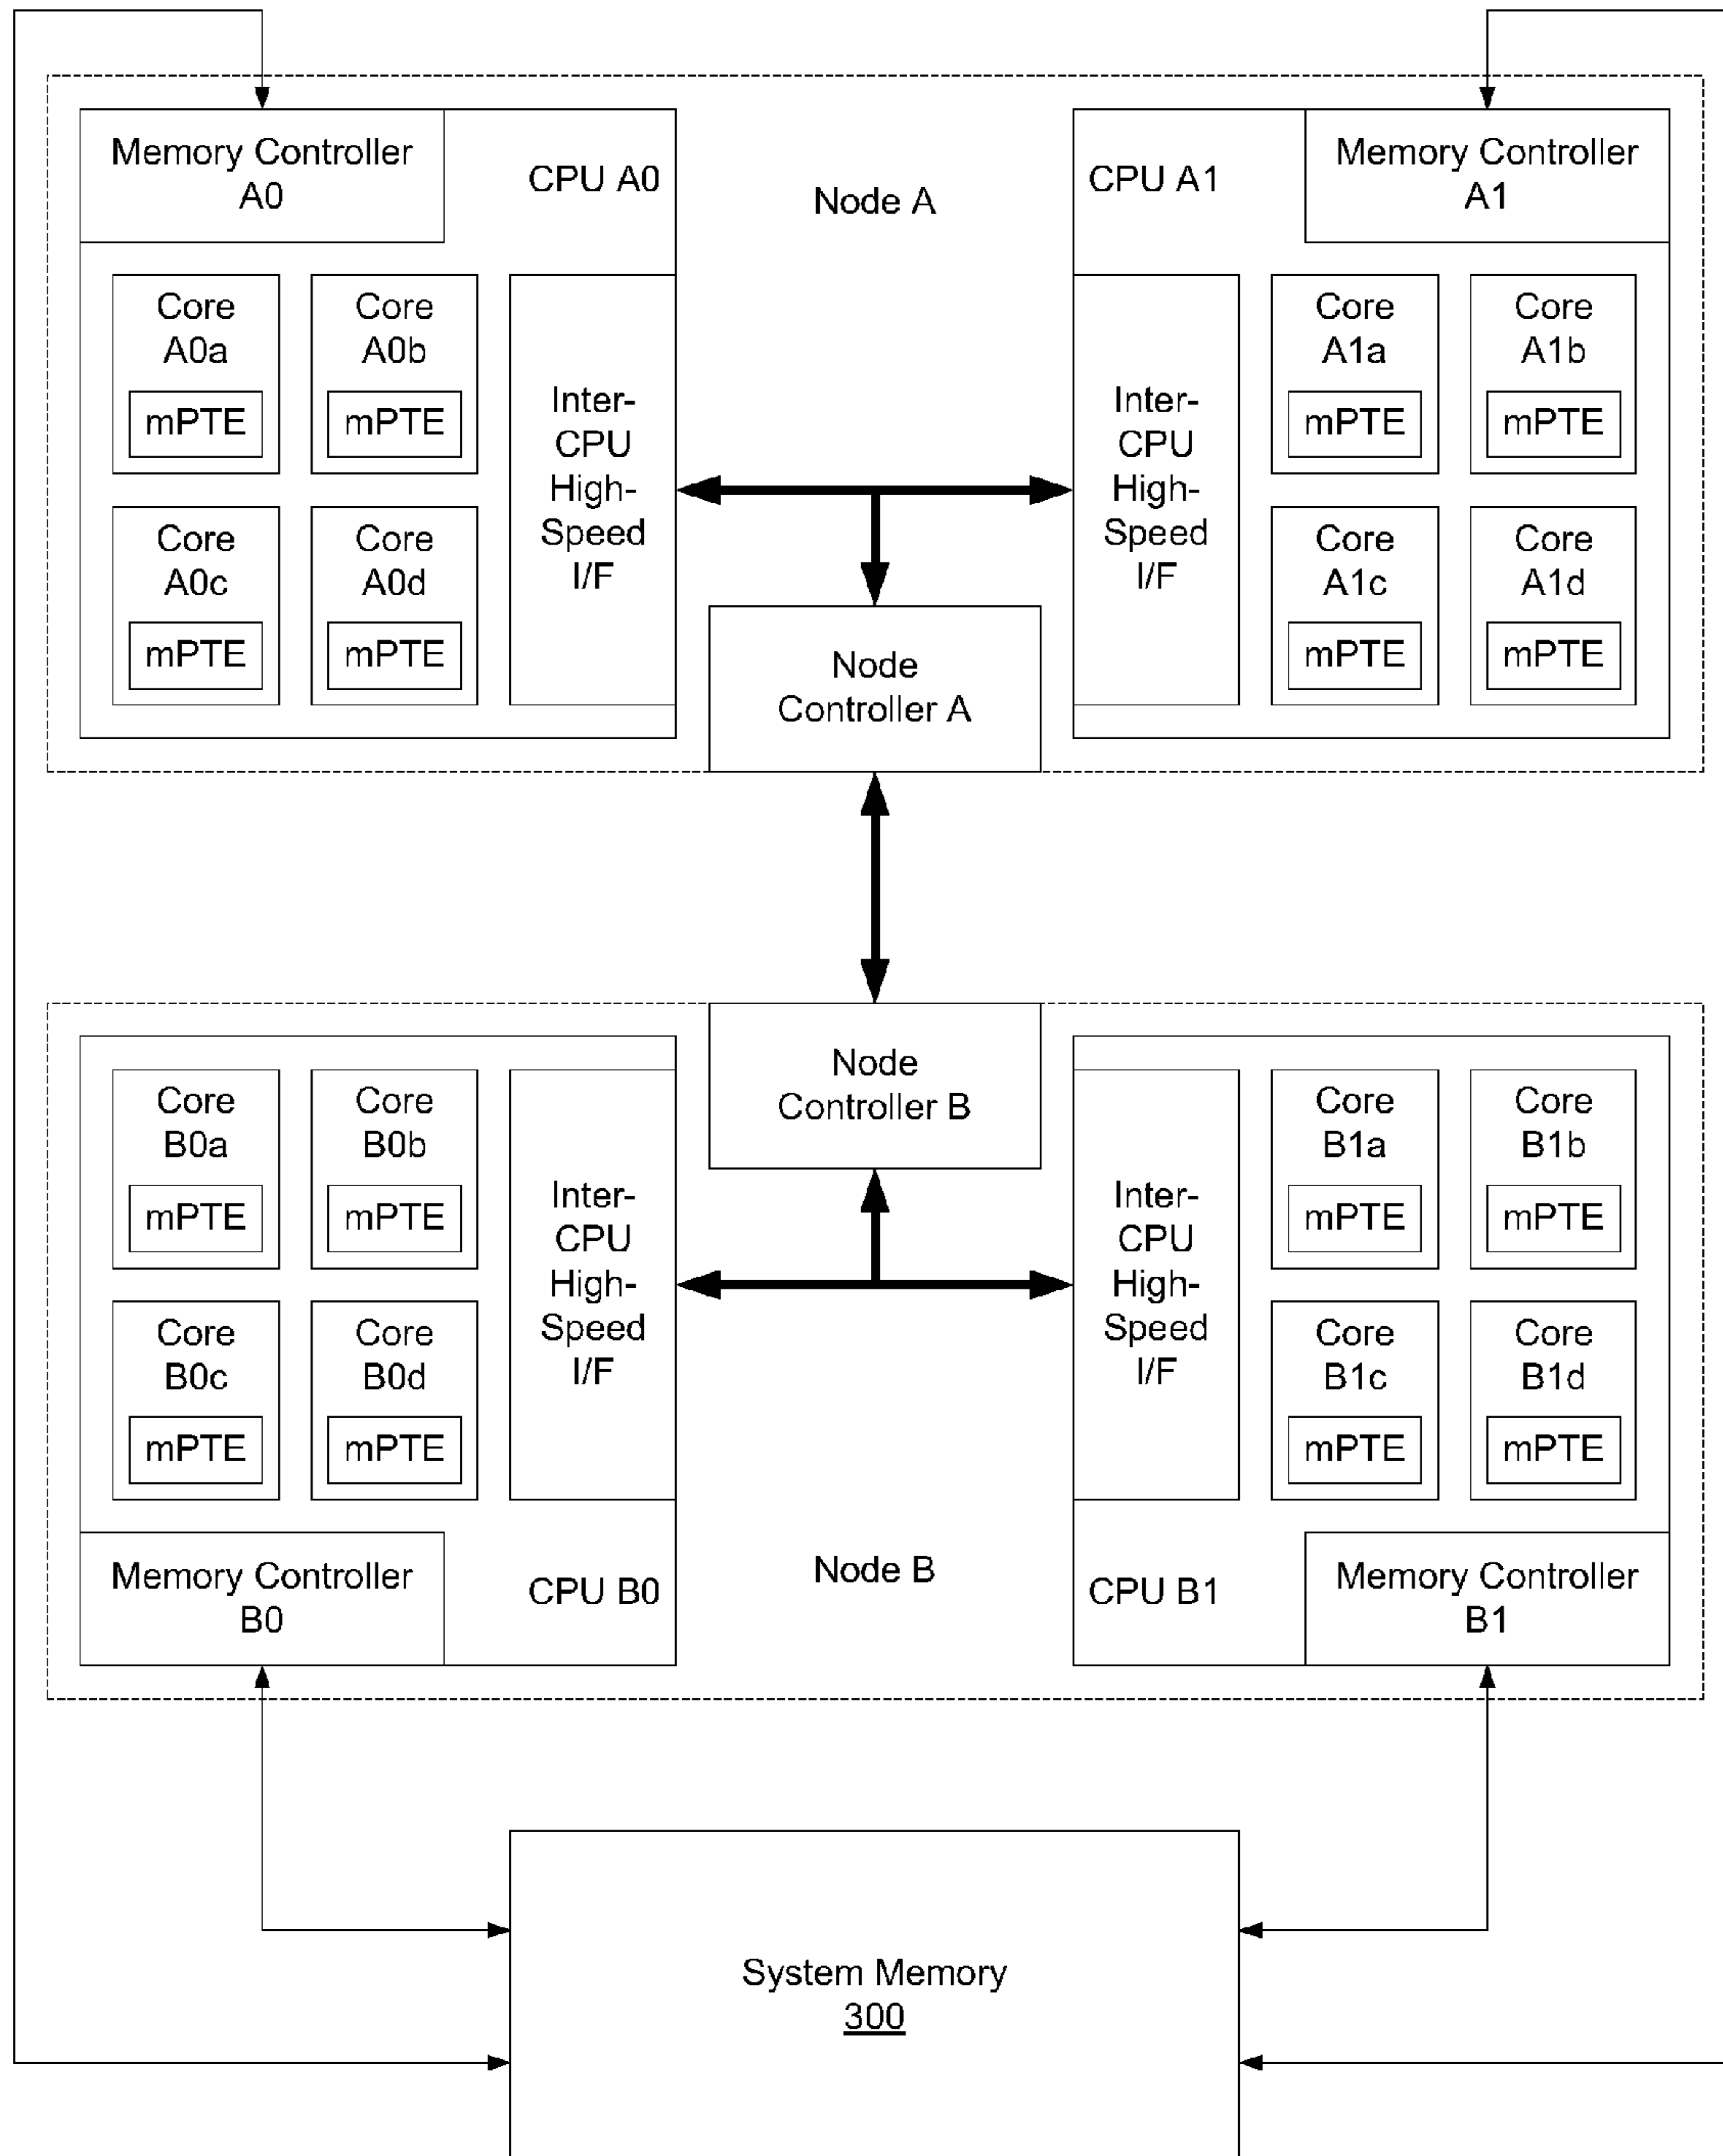 Memory Controller
A0
CPU A0
Node A
CPU A1
Memory Controller
A1
Core
A0a
mPTE
Core
A0b
mPTE
Core
A0c
mPTE
Core
A0d
mPTE
Inter-
CPU
High-
Speed
I/F
Inter-
CPU
High-
Speed
I/F
Core
A1a
mPTE
Core
A1b
mPTE
Core
A1c
mPTE
Core
A1d
mPTE
Node
Controller A
Node
Controller B
Core
B0a
mPTE
Core
B0b
mPTE
Core
B0c
mPTE
Core
B0d
mPTE
Inter-
CPU
High-
Speed
I/F
Inter-
CPU
High-
Speed
I/F
Core
B1a
mPTE
Core
B1b
mPTE
Core
B1c
mPTE
Core
B1d
mPTE
Memory Controller
B0
CPU B0
Node B
CPU B1
Memory Controller
B1
System Memory
300